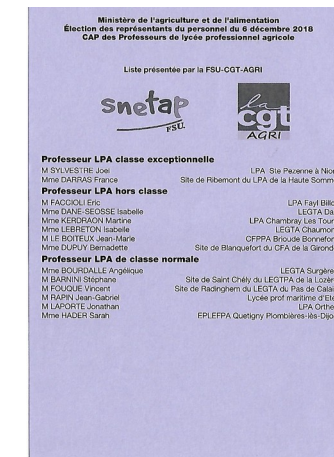 Ministère de l'agriculture et de l'alimentation
Élection des représentants du personnel du 6 décembre 2018
CAP des Professeurs de lycée professionnel agricole
Liste présentée par la FSU-CGT-AGRI
snetap
FSU.
la
cgt
AGRI
Professeur LPA classe exceptionnelle
M SYLVESTRE Joel LPA Ste Pezenne à Nior
Mme DARRAS France Site de Ribemont du LPA de la Haute Somm
Professeur LPA hors classe
M FACCIOLI Eric LPA Fayl Billo
Mme DANE-SEOSSE Isabelle LEGTA Da
Mme KERDRAON Martine LPA Chambray Les Tour
Mme LEBRETON Isabelle LEGTA Chaumon
M LE BOITEUX Jean-Marie CFPPA Brioude Bonnefon
Mme DUPUY Bernadette Site de Blanquefort du CFA de la Girond
Professeur LPA de classe normale
Mme BOURDALLE Angélique LEGTA Surgère
M BARNINI Stéphane Site de Saint Chély du LEGTPA de la Lozèr
M FOUQUE Vincent Site de Radinghem du LEGTA du Pas de Calai
M RAPIN Jean-Gabriel Lycée prof maritime d'Ete
M LAPORTE Jonathan LPA Orthe
Mme HADER Sarah EPLEFPA Quetigny Plombières-lès-Dijo